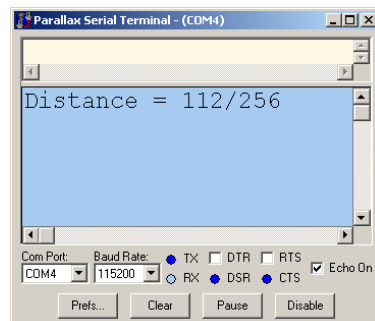 Parallax Serial Terminal - (COM4)
Distance = 112/256
Com Port: Baud Rate: TX DTR RTS
COM4 115200 RX DSR CTS Echo On
Prefs... Clear Pause Disable